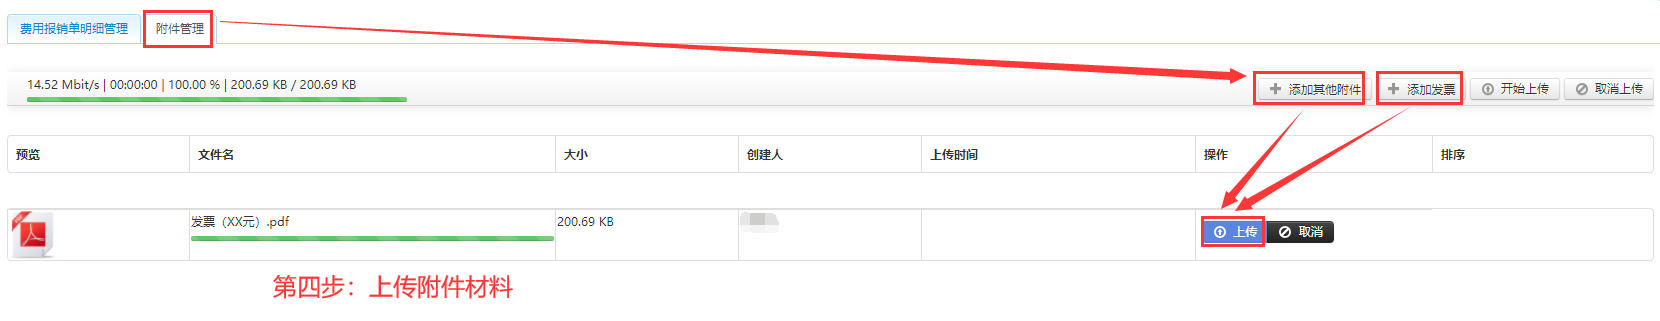 费用报销单明细管理 附件管理
14.52 Mbit/s | 00:00:00 | 100.00 % | 200.69 KB / 200.69 KB 添加其他附件 添加发票 开始上传 取消上传
预览 文件名 大小 创建人 上传时间 操作 排序
PDF 发票（XX元）.pdf 200.69 KB 上传 取消
第四步：上传附件材料